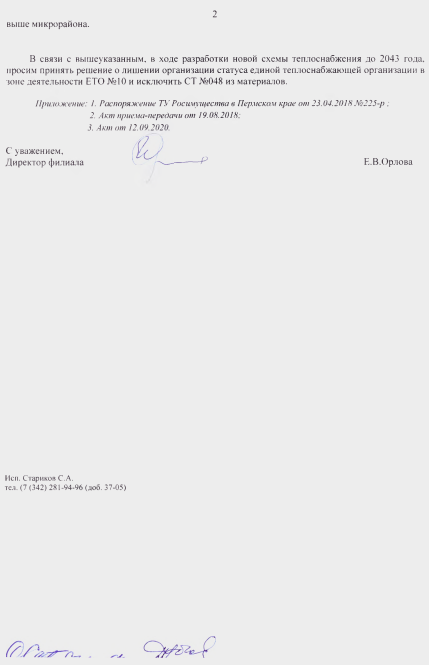 2
выше микрорайона.
В связи с вышеуказанным, в ходе разработки новой схемы теплоснабжения до 2043 года,
просим принять решение о лишении организации статуса единой теплоснабжающей организации в
зоне деятельности ЕТО №10 и исключить СТ №048 из материалов.
Приложение: 1. Распоряжение ТУ Росимущества в Пермском крае от 23.04.2018 №225-р ;
2. Акт приема-передачи от 19.08.2018;
3. Акт от 12.09.2020.
С уважением,
Директор филиала Е.В.Орлова
Исп. Стариков С.А.
тел. (7 (342) 281-94-96 (доб. 37-05)